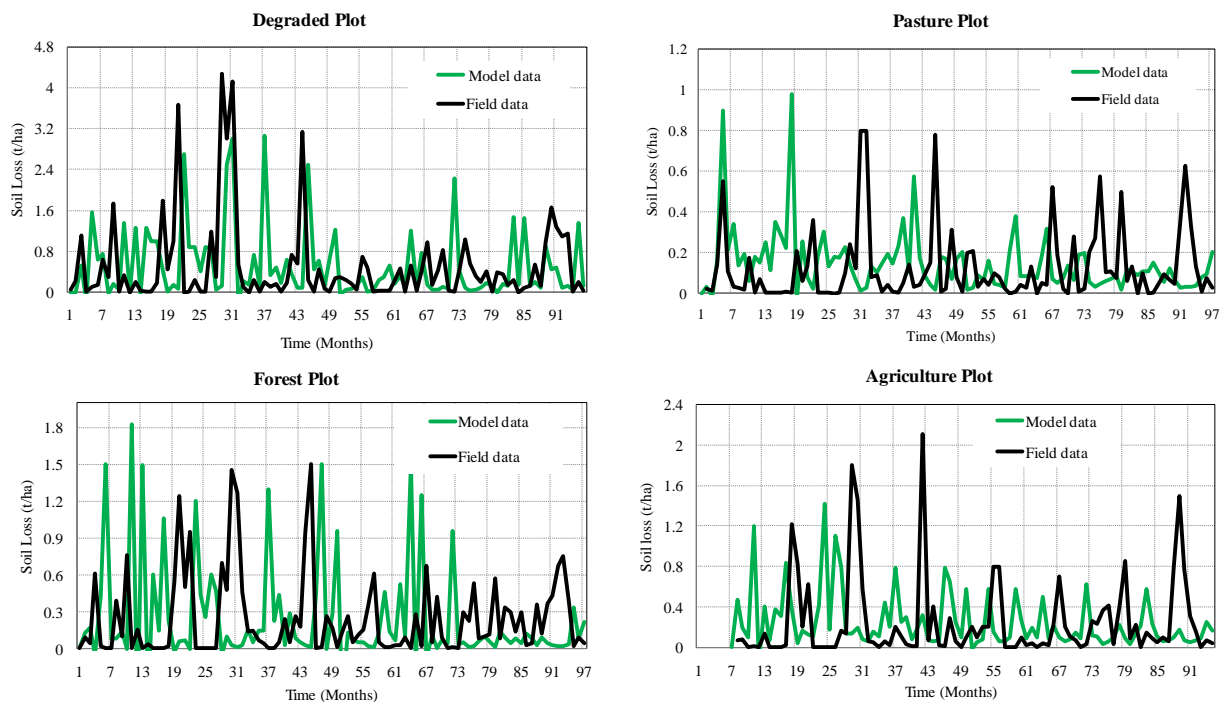 Degraded Plot
4.8
4
3.2
2.4
1.6
0.8
0
Soil Loss (t/ha)
Model data
Field data
1 7 13 19 25 31 37 43 49 55 61 67 73 79 85 91
Time (Months)
Pasture Plot
1.2
1
0.8
0.6
0.4
0.2
0
Soil Loss (t/ha)
Model data
Field data
1 7 13 19 25 31 37 43 49 55 61 67 73 79 85 91 97
Time (Months)
Forest Plot
1.8
1.5
1.2
0.9
0.6
0.3
0
Soil Loss (t/ha)
Model data
Field data
1 7 13 19 25 31 37 43 49 55 61 67 73 79 85 91 97
Time (Months)
Agriculture Plot
2.4
2
1.6
1.2
0.8
0.4
0
Soil loss (t/ha)
Model data
Field data
1 7 13 19 25 31 37 43 49 55 61 67 73 79 85 91
Time (Months)